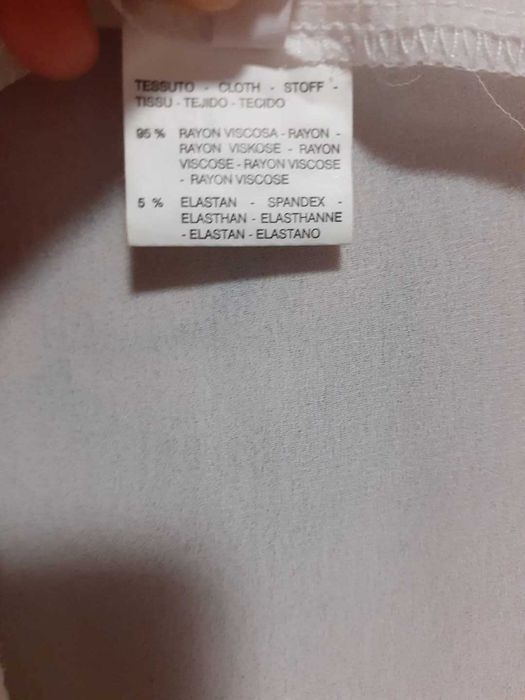 TESSUTO - CLOTH - STOFF -
TISSU - TEJIDO - TECIDO
95 % RAYON VISCOSA - RAYON -
RAYON VISKOSE - RAYON
VISCOSE - RAYON VISCOSE
- RAYON VISCOSE
5 % ELASTAN - SPANDEX -
ELASTHAN - ELASTHANNE
- ELASTAN - ELASTANO